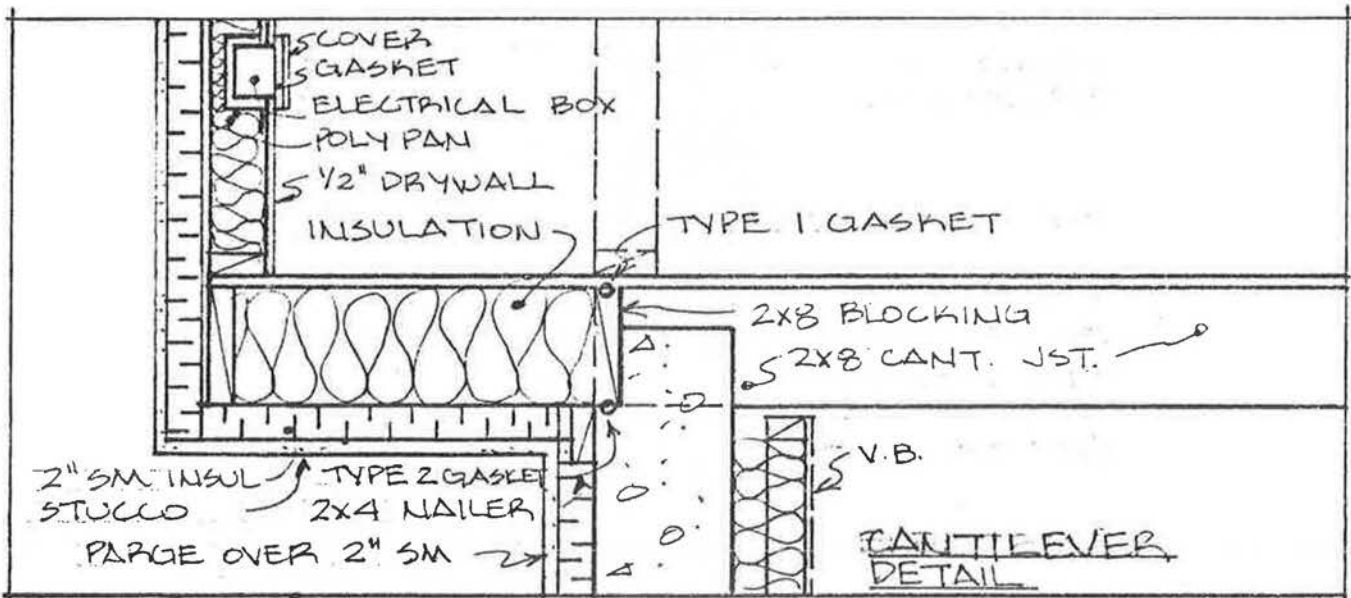 COVER
GASKET
ELECTRICAL BOX
POLY PAN
1/2" DRYWALL
INSULATION
TYPE 1 GASKET
2X8 BLOCKING
2X8 CANT. JST.
V.B.
2" SM INSUL
TYPE 2 GASKET
STUCCO
2X4 NAILER
PARGE OVER 2" SM
CANTILEVER
DETAIL